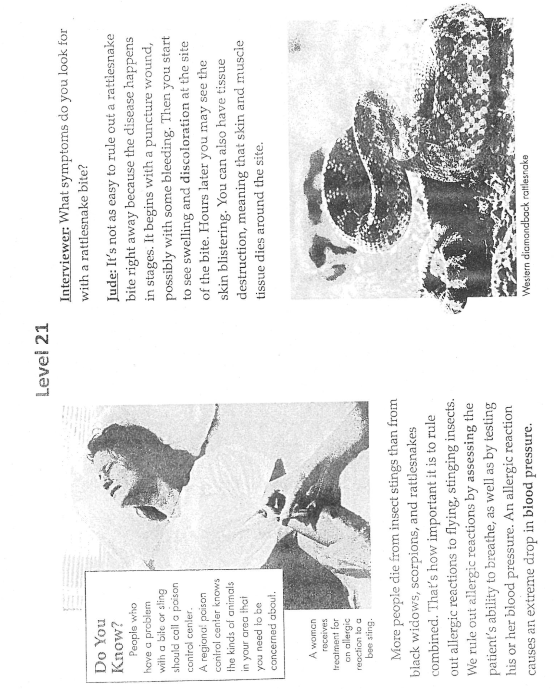 Level 21
Do You
Know?
People who
have a problem
with a bite or sting
should call a poison
control center.
A regional poison
control center knows
the kinds of animals
in your area that
you need to be
concerned about.
A woman
receives
treatment for
an allergic
reaction to a
bee sting.
More people die from insect stings than from
black widows, scorpions, and rattlesnakes
combined. That's how important it is to rule
out allergic reactions to flying, stinging insects.
We rule out allergic reactions by assessing the
patient's ability to breathe, as well as by testing
his or her blood pressure. An allergic reaction
causes an extreme drop in blood pressure.
Interviewer: What symptoms do you look for
with a rattlesnake bite?
Jude: It's not as easy to rule out a rattlesnake
bite right away because the disease happens
in stages. It begins with a puncture wound,
possibly with some bleeding. Then you start
to see swelling and discoloration at the site
of the bite. Hours later you may see the
skin blistering. You can also have tissue
destruction, meaning that skin and muscle
tissue dies around the site.
Western diamondback rattlesnake